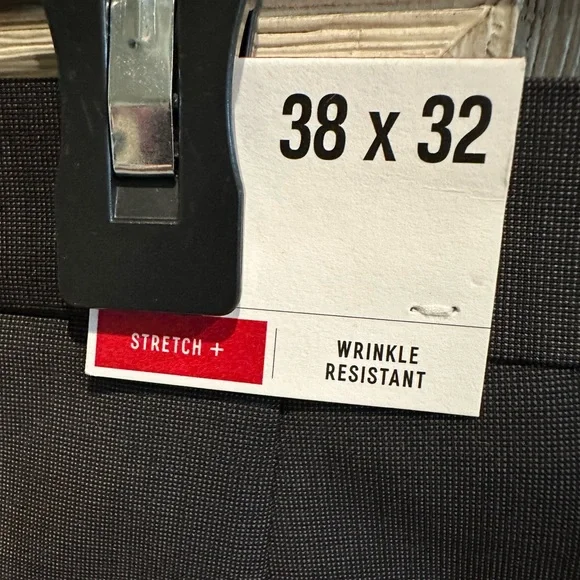 38 x 32
STRETCH +
WRINKLE
RESISTANT